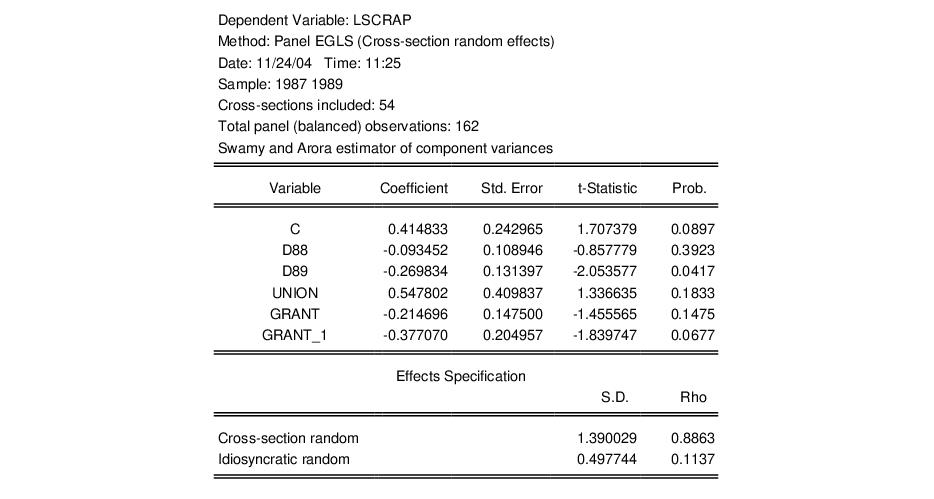 Dependent Variable: LSCRAP
Method: Panel EGLS (Cross-section random effects)
Date: 11/24/04 Time: 11:25
Sample: 1987 1989
Cross-sections included: 54
Total panel (balanced) observations: 162
Swamy and Arora estimator of component variances
Variable Coefficient Std. Error t-Statistic Prob.
C 0.414833 0.242965 1.707379 0.0897
D88 -0.093452 0.108946 -0.857779 0.3923
D89 -0.269834 0.131397 -2.053577 0.0417
UNION 0.547802 0.409837 1.336635 0.1833
GRANT -0.214696 0.147500 -1.455565 0.1475
GRANT_1 -0.377070 0.204957 -1.839747 0.0677
Effects Specification
S.D. Rho
Cross-section random 1.390029 0.8863
Idiosyncratic random 0.497744 0.1137